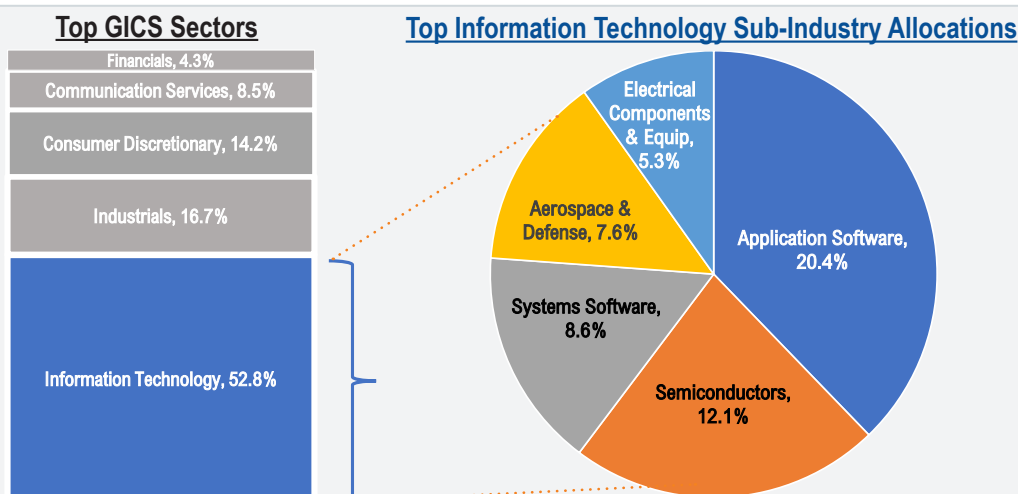 Top GICS Sectors
Financials, 4.3%
Communication Services, 8.5%
Consumer Discretionary, 14.2%
Industrials, 16.7%
Information Technology, 52.8%
Top Information Technology Sub-Industry Allocations
Electrical
Components
& Equip,
5.3%
Aerospace &
Defense, 7.6%
Application Software,
20.4%
Systems Software,
8.6%
Semiconductors,
12.1%